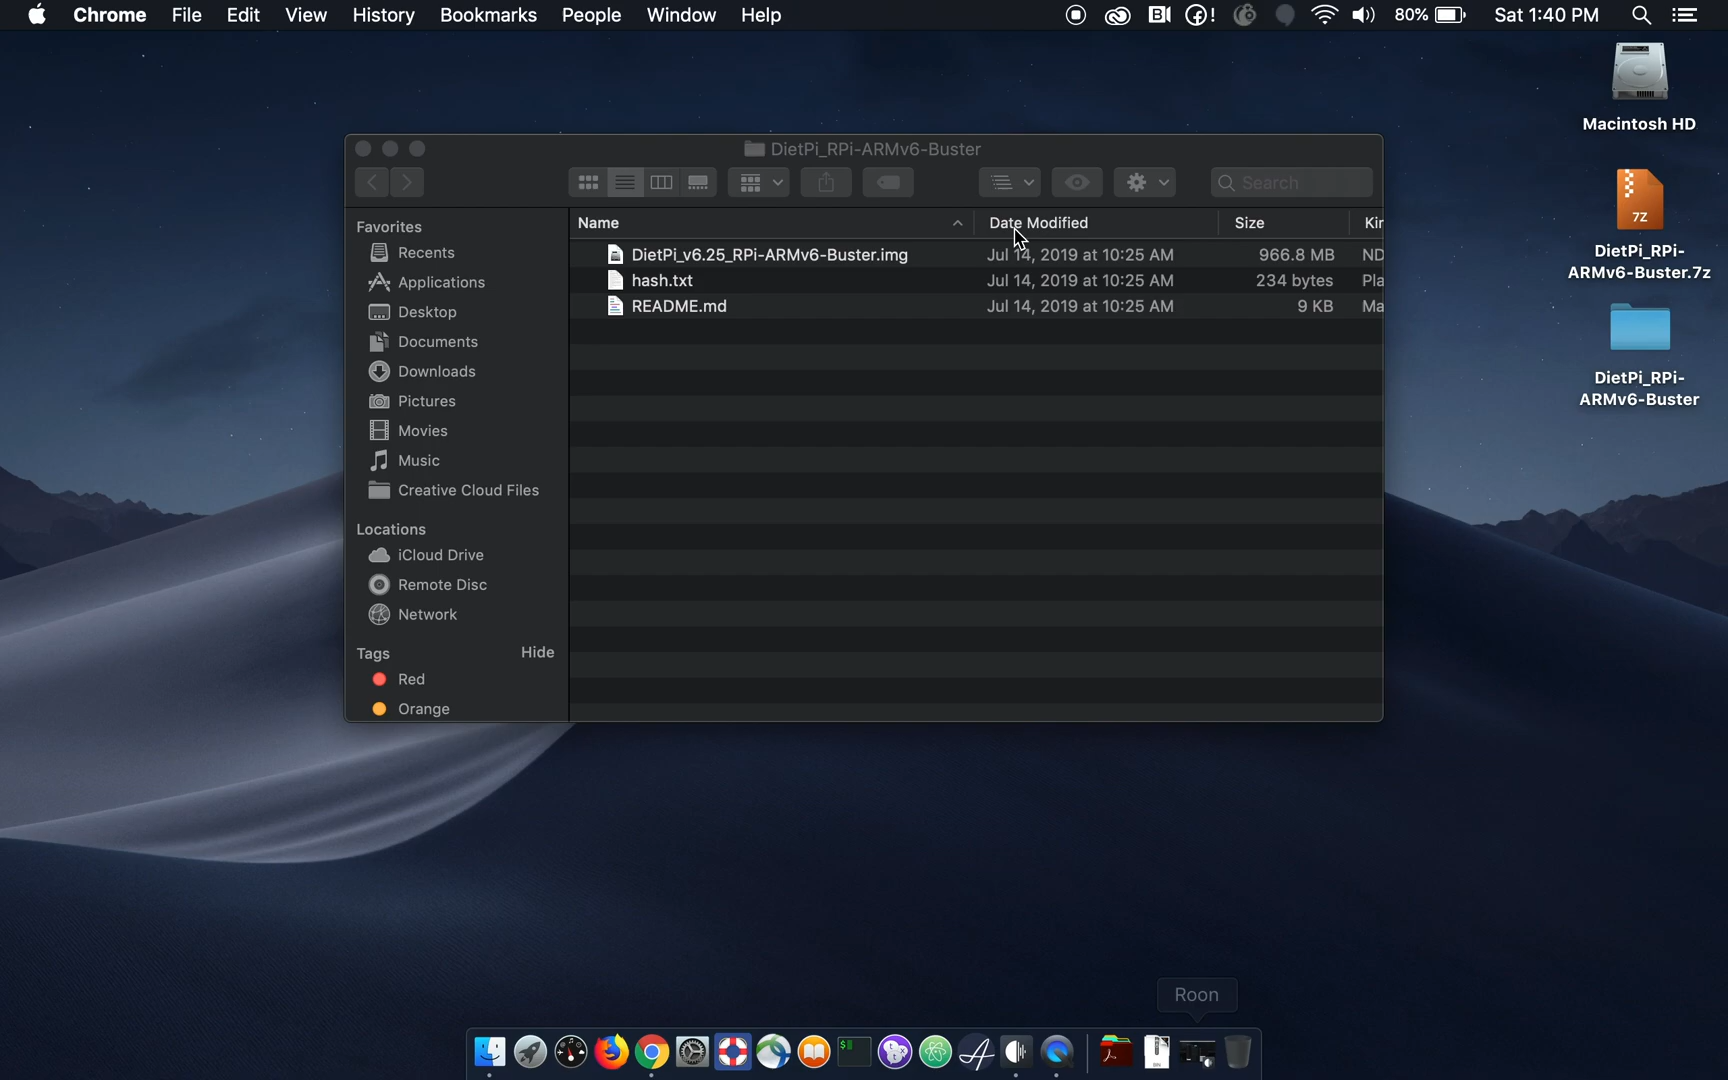 Chrome File Edit View History Bookmarks People Window Help 80% Sat 1:40 PM
Macintosh HD
7Z
DietPi_RPi-
ARMv6-Buster.7z
DietPi_RPi-
ARMv6-Buster
DietPi_RPi-ARMv6-Buster
Search
Favorites
Recents
Applications
Desktop
Documents
Downloads
Pictures
Movies
Music
Creative Cloud Files
Locations
iCloud Drive
Remote Disc
Network
Tags Hide
Red
Orange
Name Date Modified Size Kin
DietPi_v6.25_RPi-ARMv6-Buster.img Jul 14, 2019 at 10:25 AM 966.8 MB ND
hash.txt Jul 14, 2019 at 10:25 AM 234 bytes Pla
README.md Jul 14, 2019 at 10:25 AM 9 KB Ma
Roon